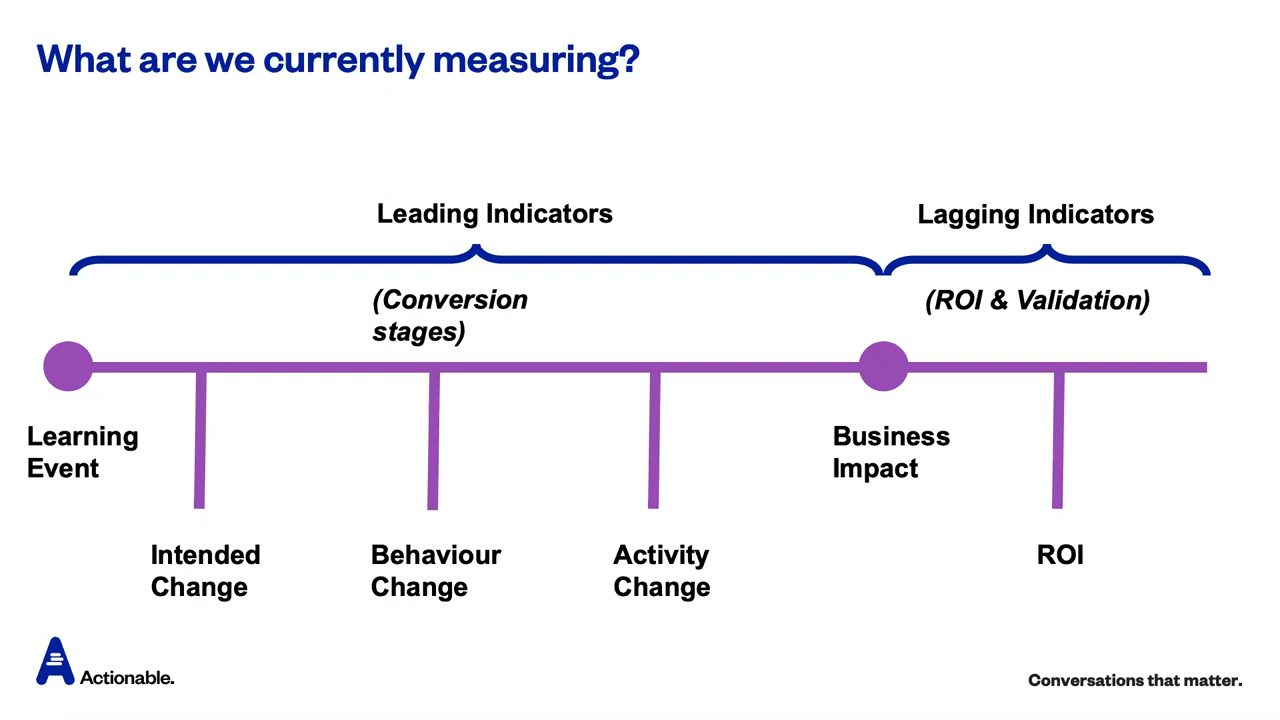 What are we currently measuring?
Leading Indicators
Lagging Indicators
(Conversion
stages)
(ROI & Validation)
Learning
Event
Business
Impact
Intended
Change
Behaviour
Change
Activity
Change
ROI
Actionable.
Conversations that matter.